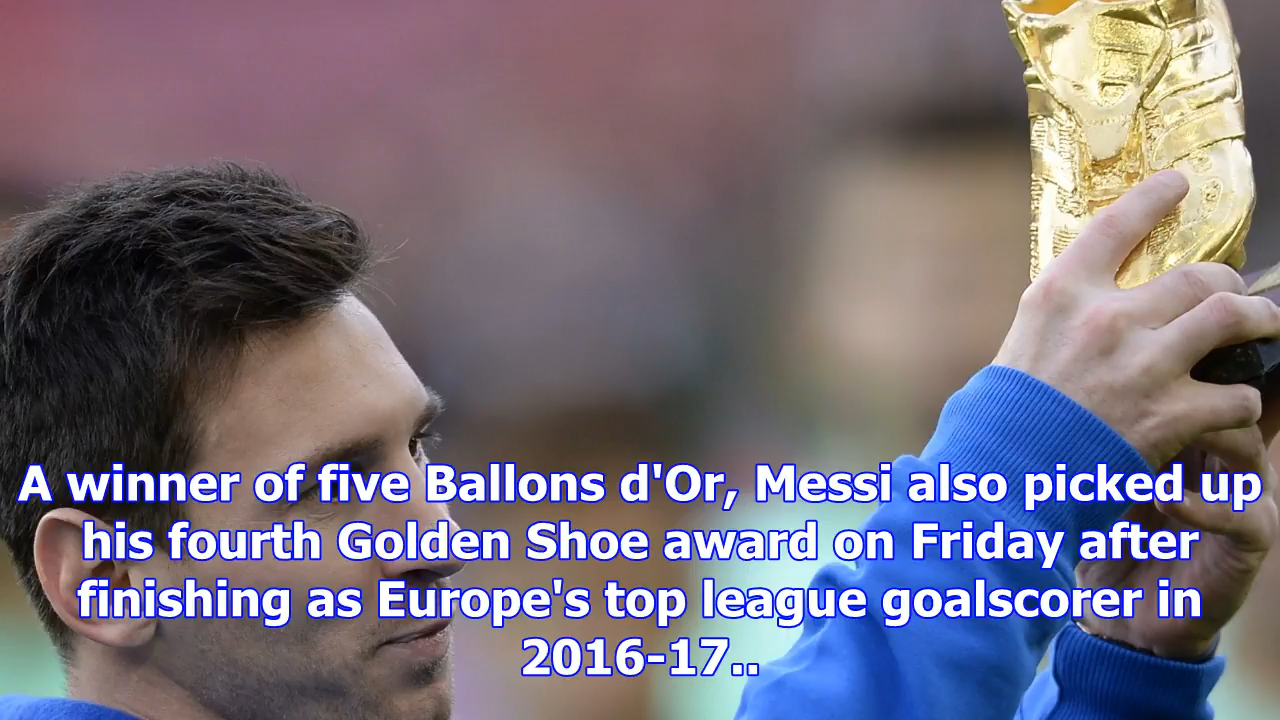 A winner of five Ballons d'Or, Messi also picked up
his fourth Golden Shoe award on Friday after
finishing as Europe's top league goalscorer in
2016-17..